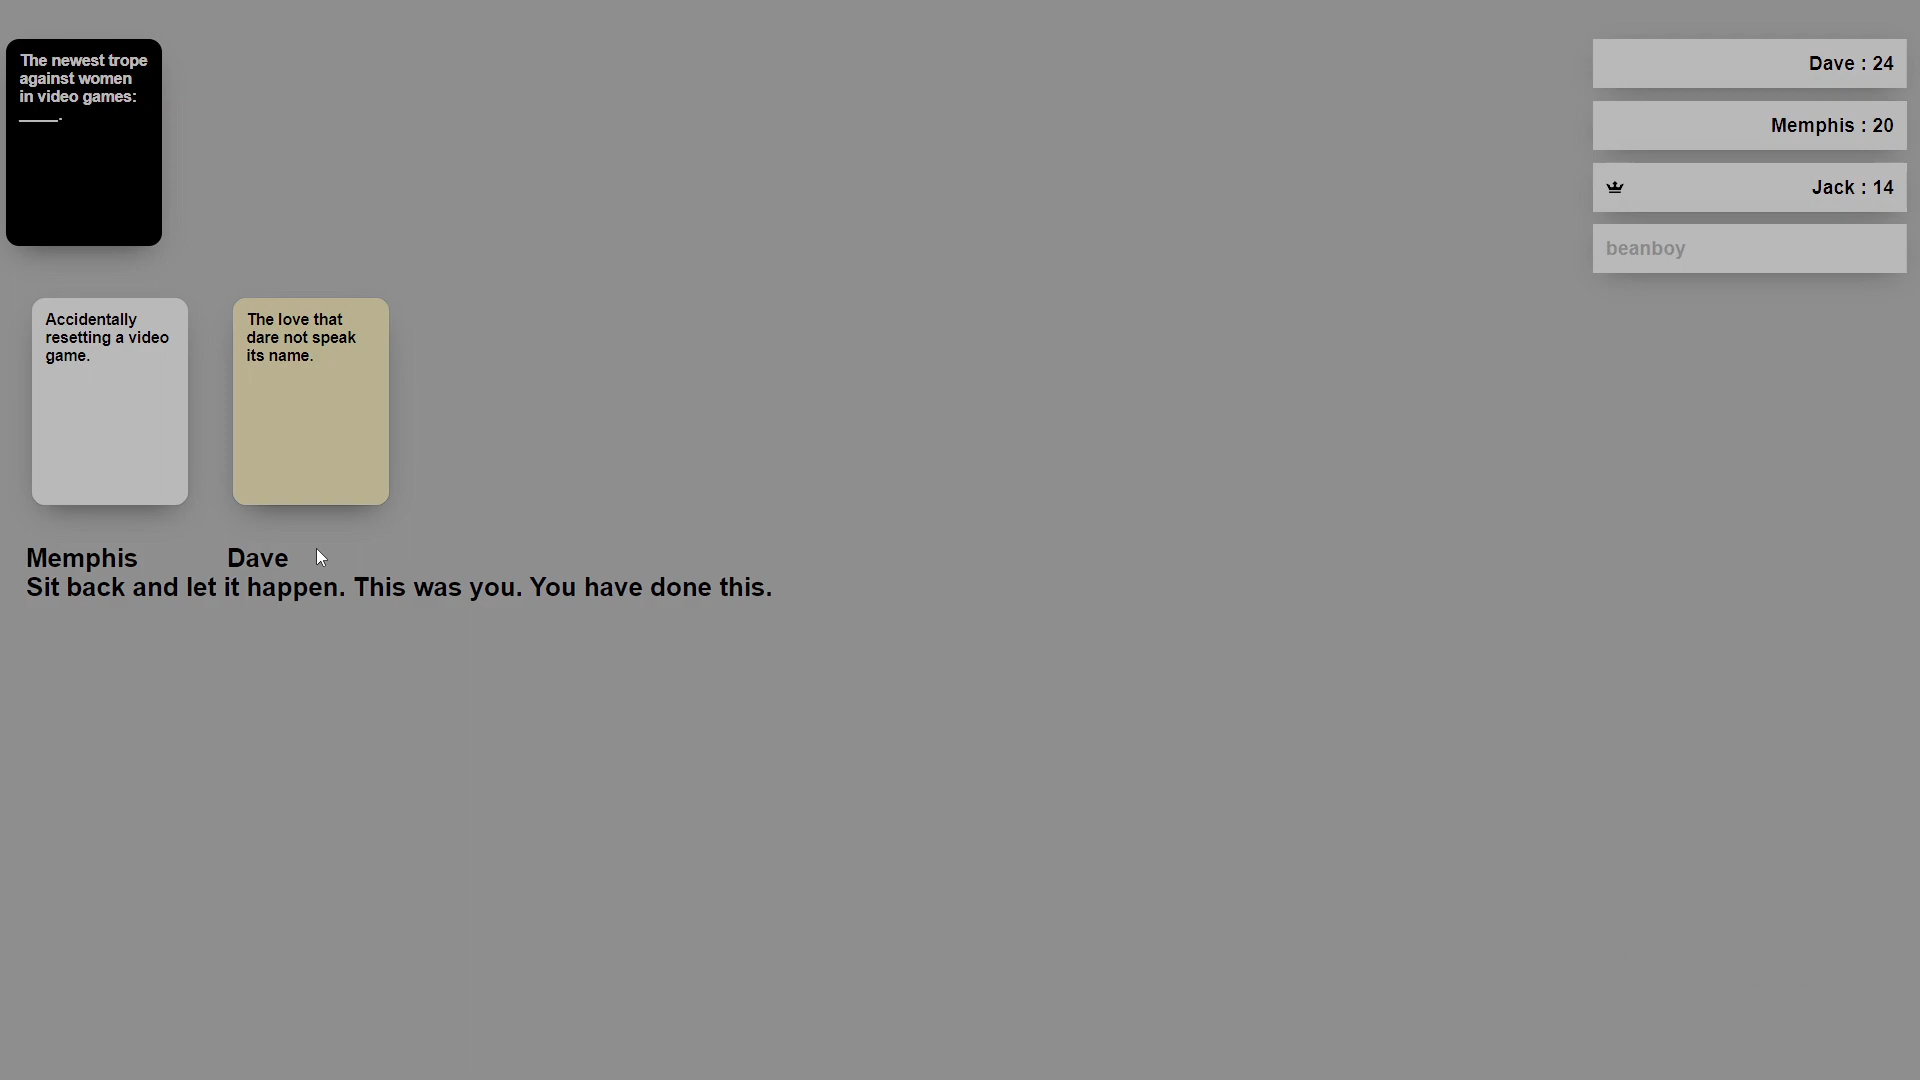 The newest trope
against women
in video games:
_____.
Dave : 24
Memphis : 20
Jack : 14
beanboy
Accidentally
resetting a video
game.
The love that
dare not speak
its name.
Memphis
Dave
Sit back and let it happen. This was you. You have done this.